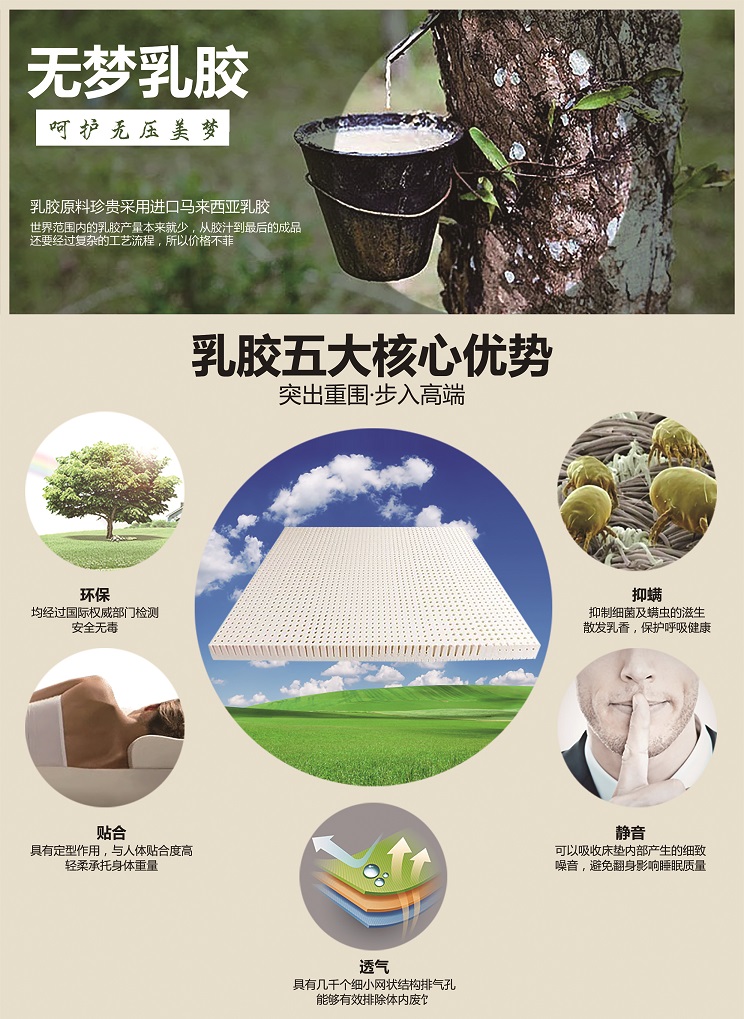 无梦乳胶
呵护无压美梦
乳胶原料珍贵采用进口马来西亚乳胶
世界范围内的乳胶产量本来就少，从胶汁到最后的成品
还要经过复杂的工艺流程，所以价格不菲
乳胶五大核心优势
突出重围·步入高端
环保
均经过国际权威部门检测
安全无毒
抑螨
抑制细菌及螨虫的滋生
散发乳香，保护呼吸健康
贴合
具有定型作用，与人体贴合度高
轻柔承托身体重量
静音
可以吸收床垫内部产生的细致
噪音，避免翻身影响睡眠质量
透气
具有几千个细小网状结构排气孔
能够有效排除体内废